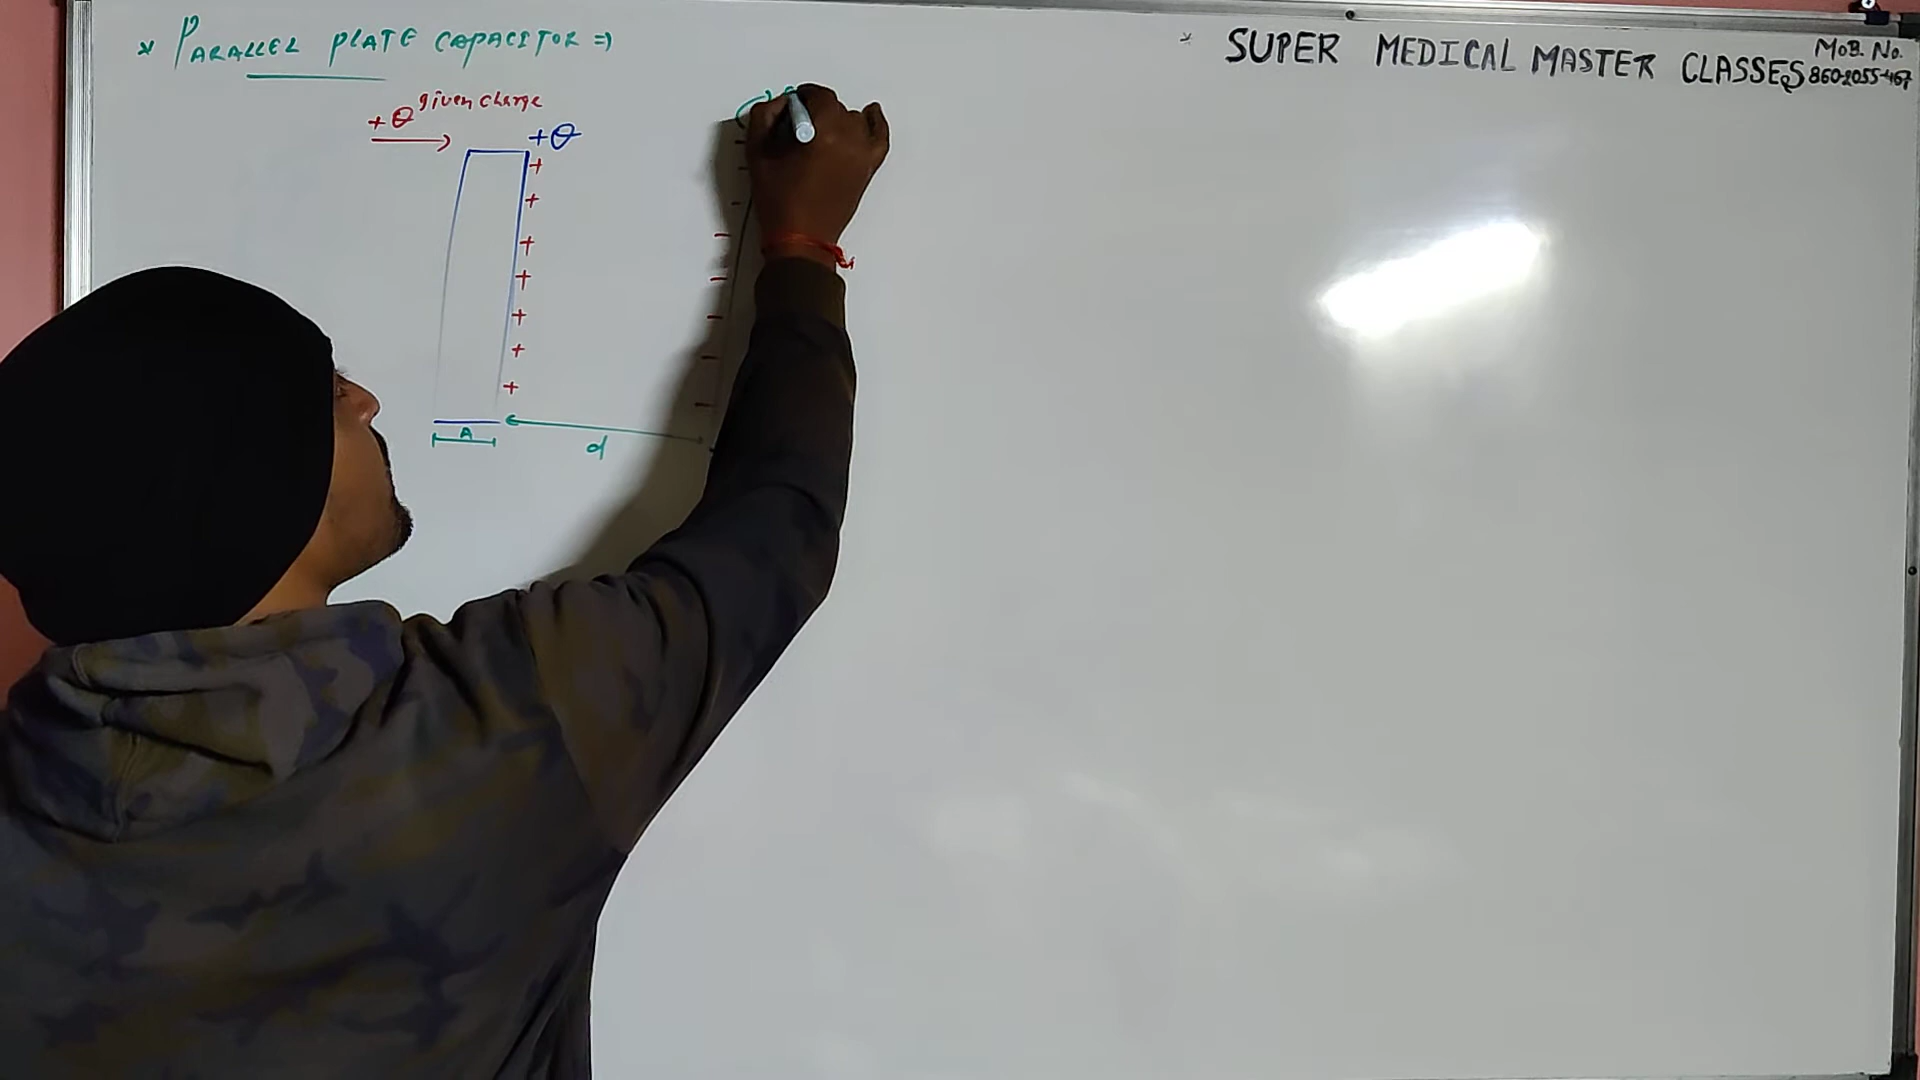 * PARALLEL PLATE CAPACITOR ⇒
* SUPER MEDICAL MASTER CLASSES
MOB. No.
860-2055-467
+Q given charge
+Q
+
+
+
+
+
+
+
-
-
-
-
-
-
-
-
A
d